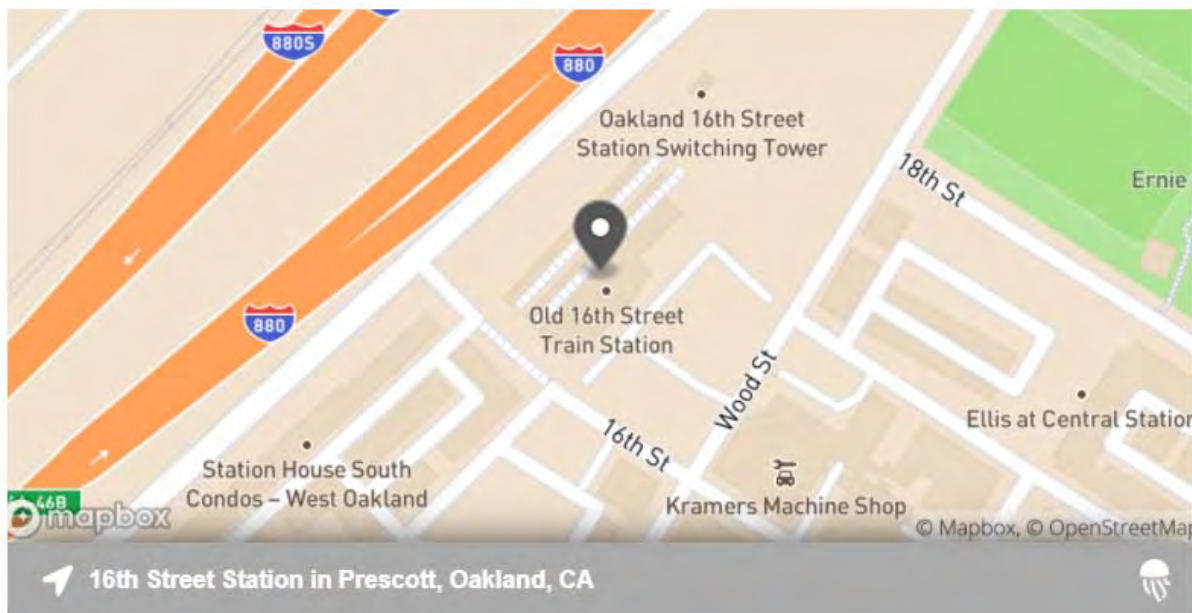 880S
880
Oakland 16th Street
Station Switching Tower
18th St
Ernie
Old 16th Street
Train Station
880
Wood St
Ellis at Central Station
16th St
Station House South
Condos – West Oakland
Kramers Machine Shop
46B
mapbox
© Mapbox, © OpenStreetMap
16th Street Station in Prescott, Oakland, CA